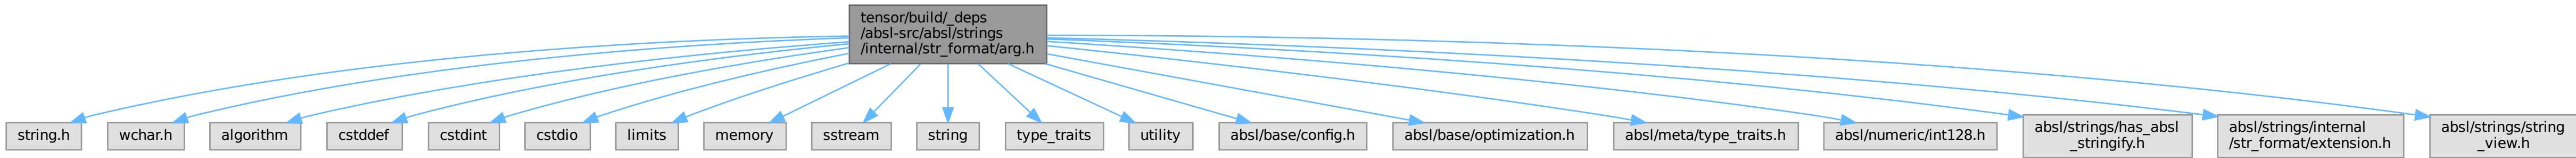 tensor/build/_deps
/absl-src/absl/strings
/internal/str_format/arg.h
string.h
wchar.h
algorithm
cstddef
cstdint
cstdio
limits
memory
sstream
string
type_traits
utility
absl/base/config.h
absl/base/optimization.h
absl/meta/type_traits.h
absl/numeric/int128.h
absl/strings/has_absl
_stringify.h
absl/strings/internal
/str_format/extension.h
absl/strings/string
_view.h